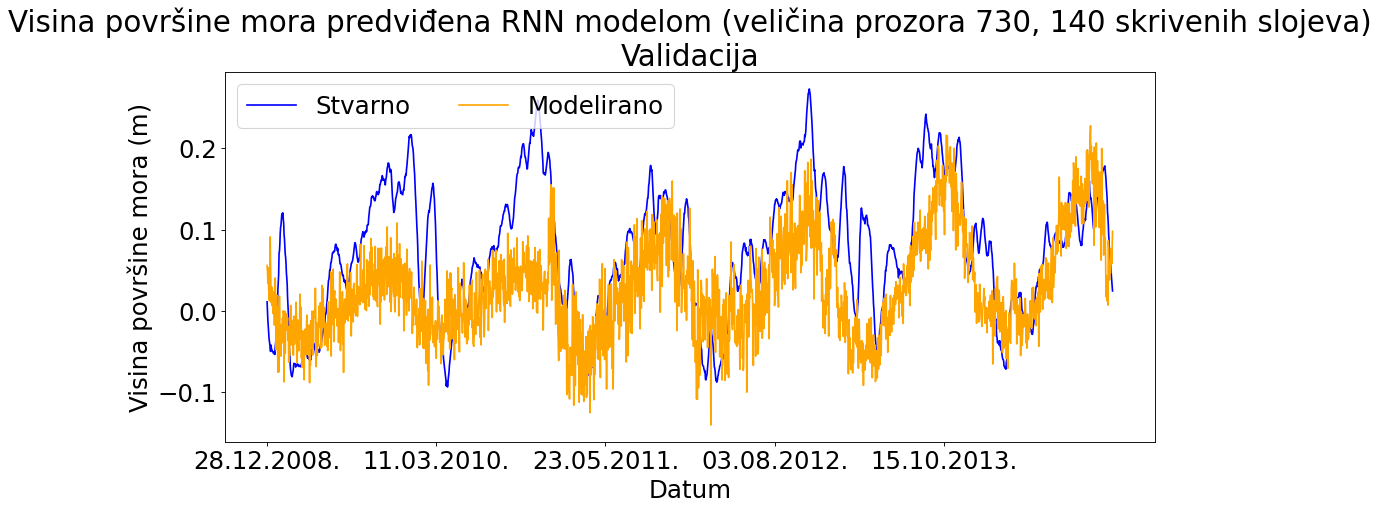 Visina površine mora predviđena RNN modelom (veličina prozora 730, 140 skrivenih slojeva)
Validacija
Stvarno
Modelirano
Visina površine mora (m)
0.2
0.1
0.0
−0.1
28.12.2008.
11.03.2010.
23.05.2011.
03.08.2012.
15.10.2013.
Datum